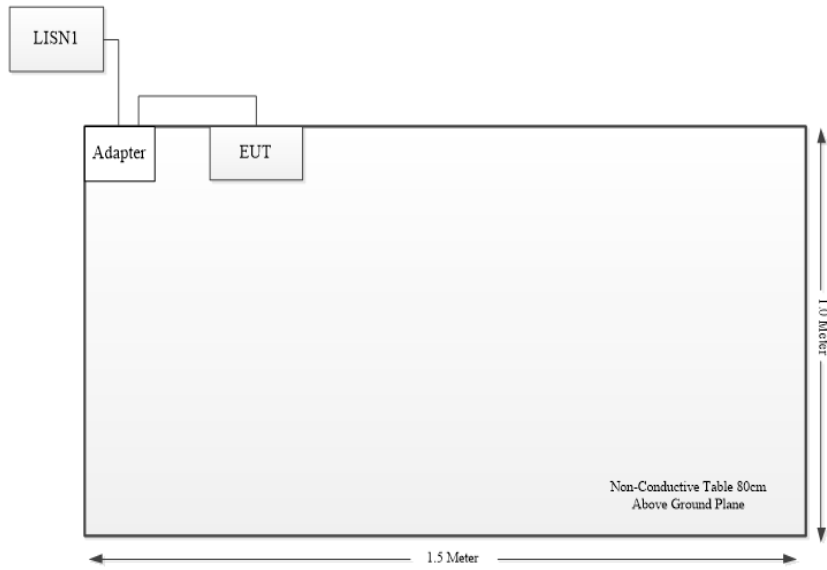 LISN1
Adapter
EUT
1.0 Meter
Non-Conductive Table 80cm
Above Ground Plane
1.5 Meter